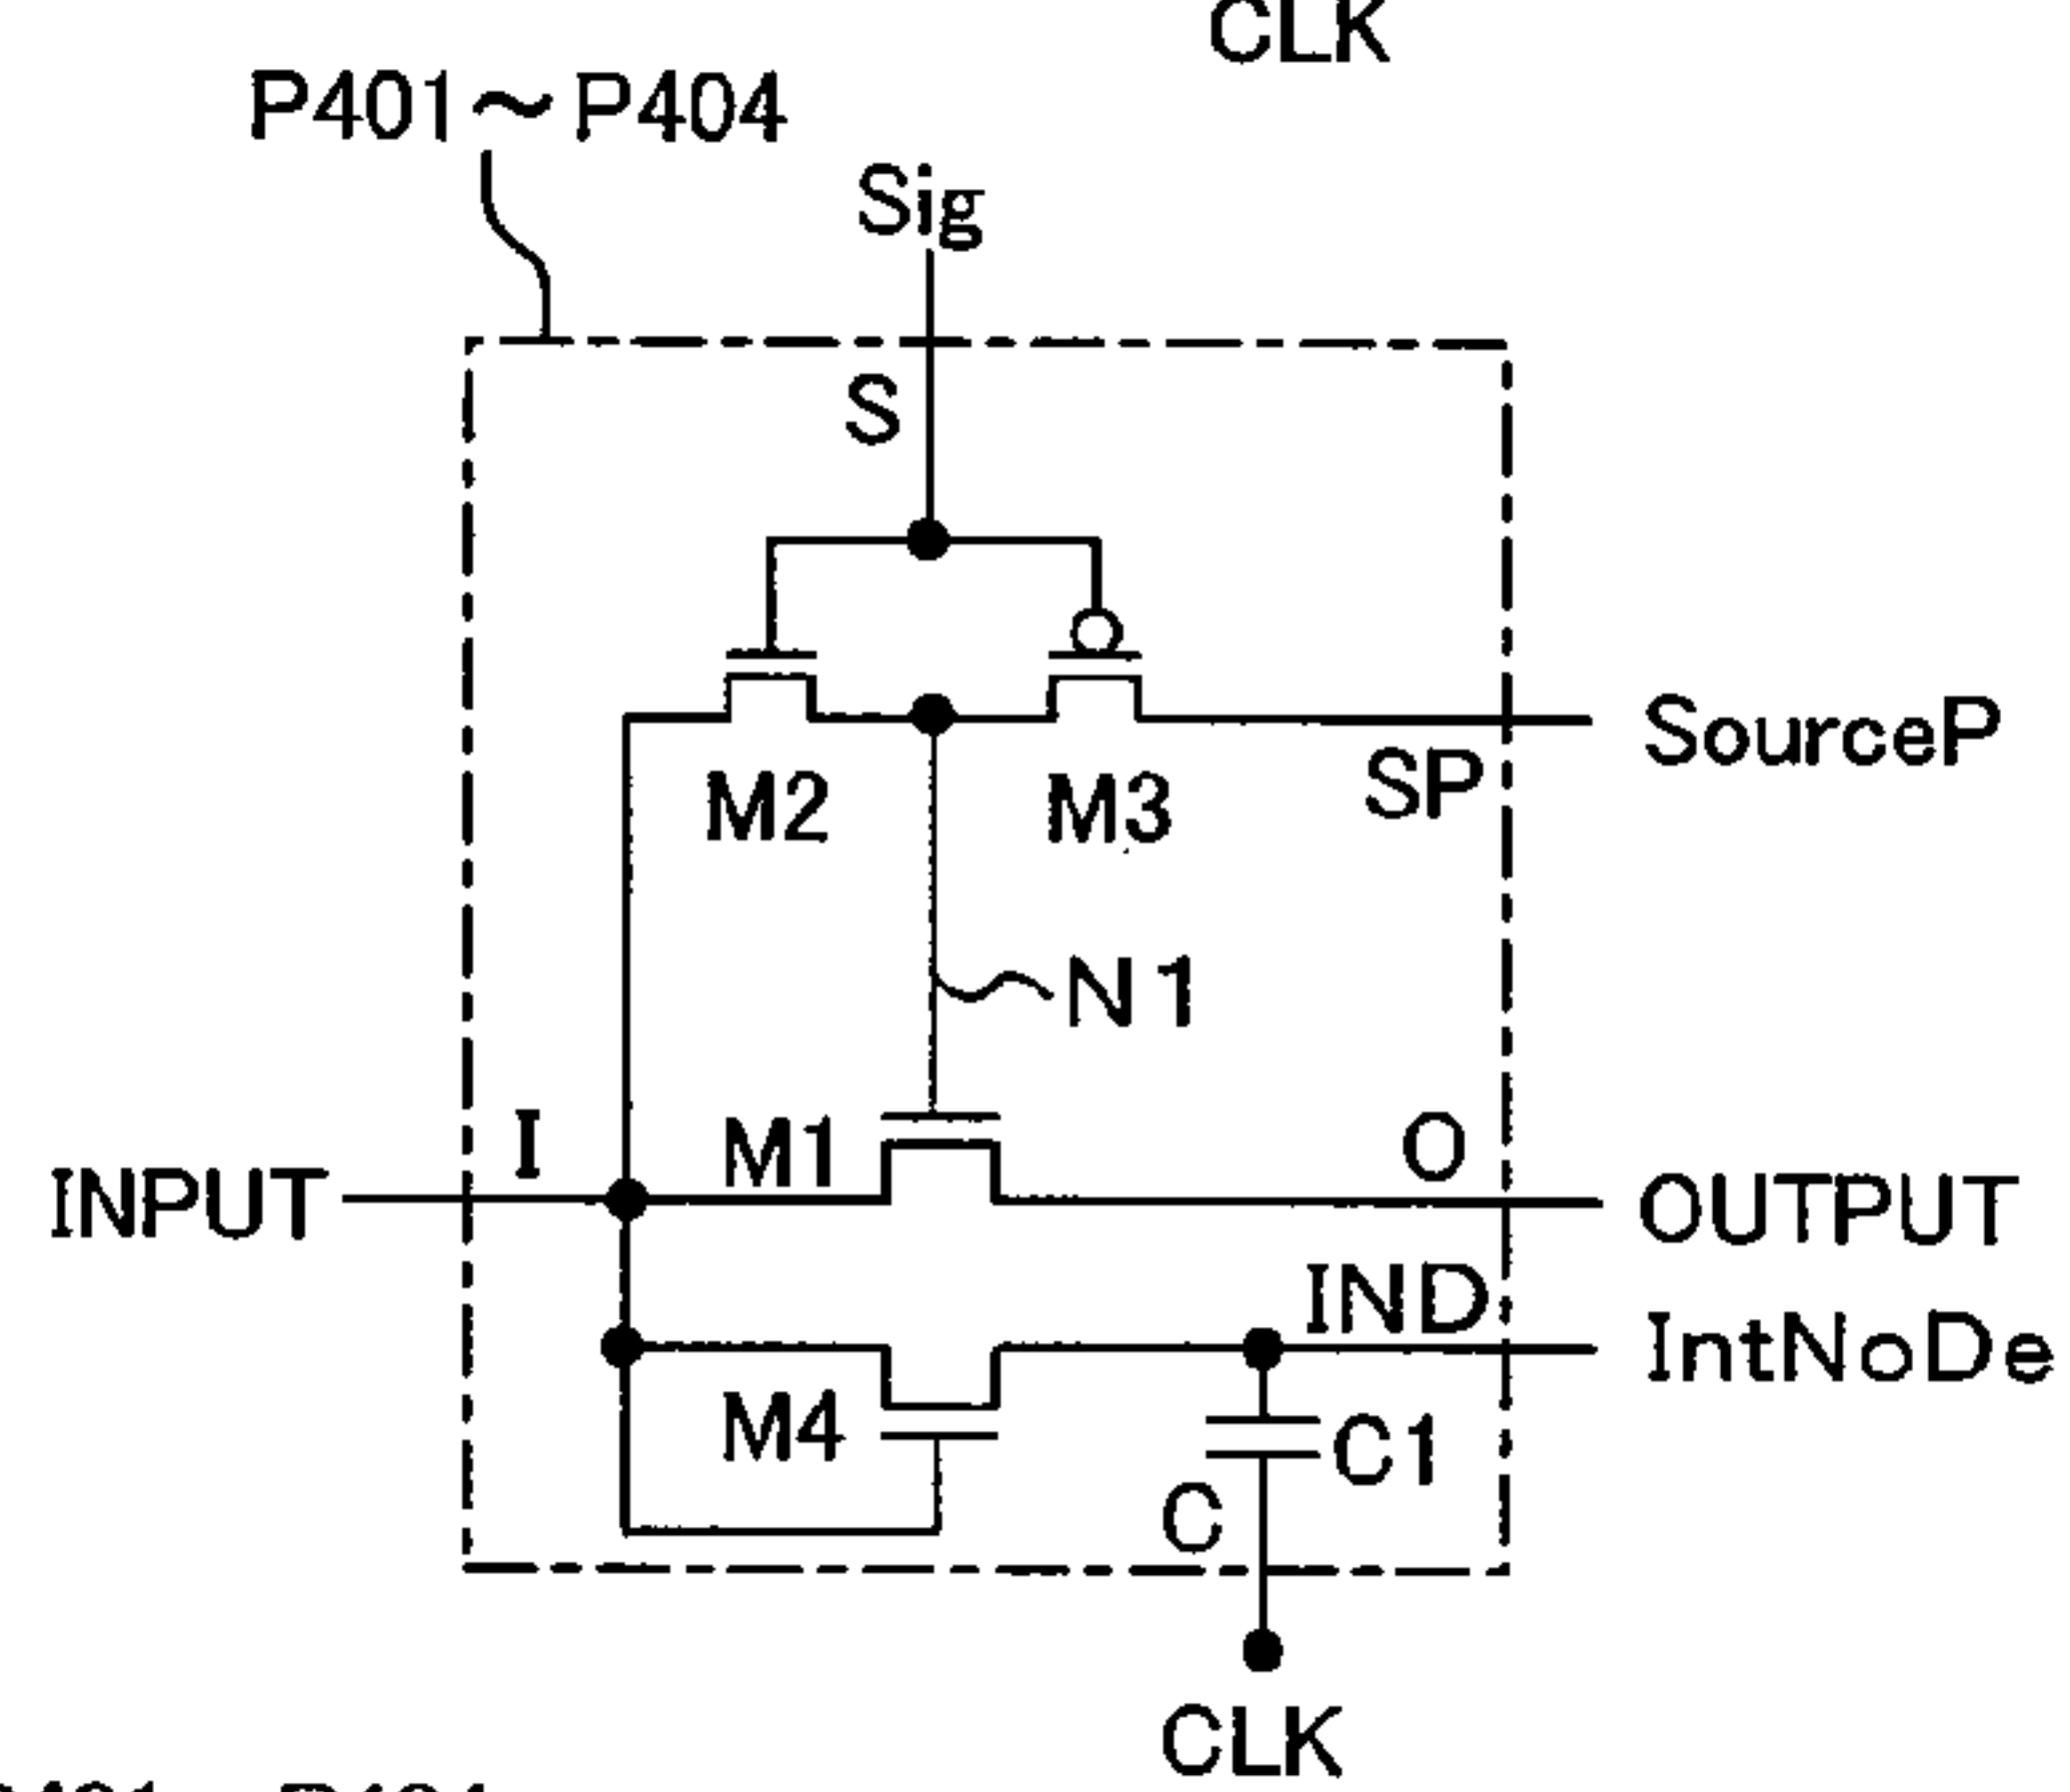 CLK
P401~P404
Sig
S
SourceP
SP
M2
M3
N1
I
M1
O
INPUT
OUTPUT
IND
IntNoDe
M4
C1
C
CLK